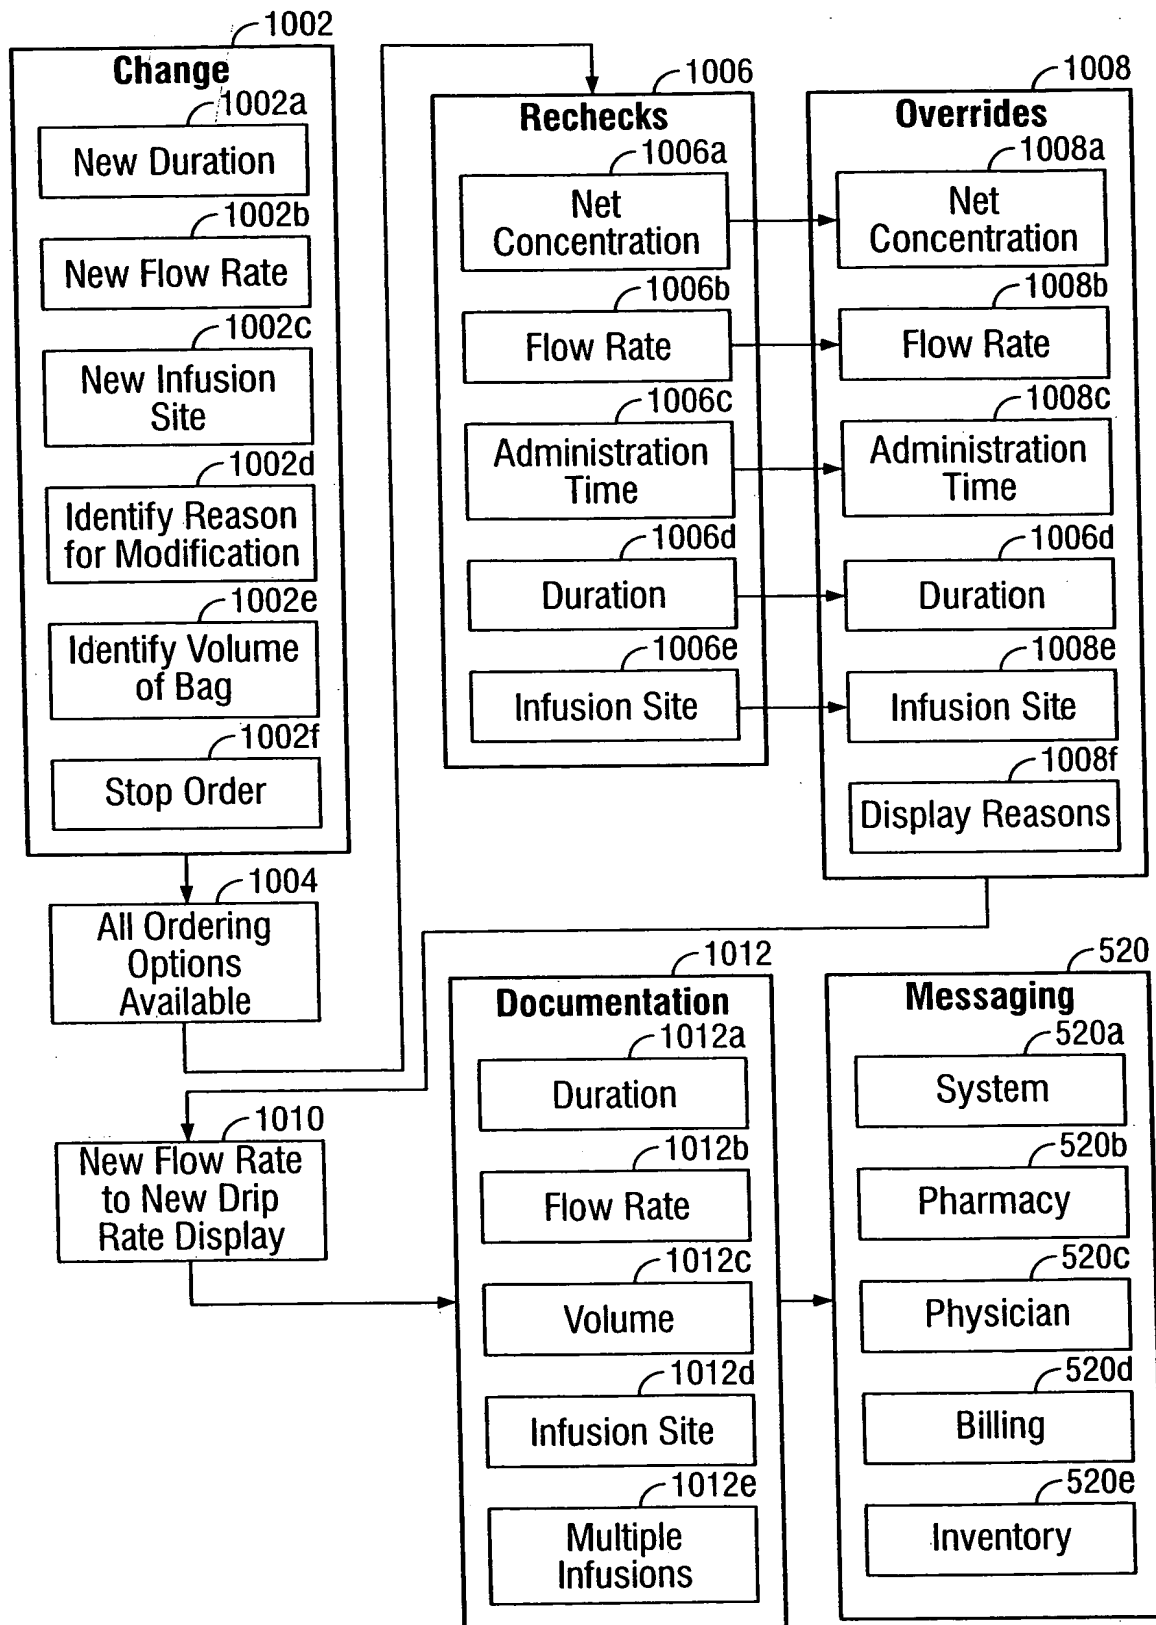 1002
Change
1002a
New Duration
1002b
New Flow Rate
1002c
New Infusion
Site
1002d
Identify Reason
for Modification
1002e
Identify Volume
of Bag
1002f
Stop Order
1004
All Ordering
Options
Available
1006
Rechecks
1006a
Net
Concentration
1006b
Flow Rate
1006c
Administration
Time
1006d
Duration
1006e
Infusion Site
1008
Overrides
1008a
Net
Concentration
1008b
Flow Rate
1008c
Administration
Time
1006d
Duration
1008e
Infusion Site
1008f
Display Reasons
1010
New Flow Rate
to New Drip
Rate Display
1012
Documentation
1012a
Duration
1012b
Flow Rate
1012c
Volume
1012d
Infusion Site
1012e
Multiple
Infusions
520
Messaging
520a
System
520b
Pharmacy
520c
Physician
520d
Billing
520e
Inventory